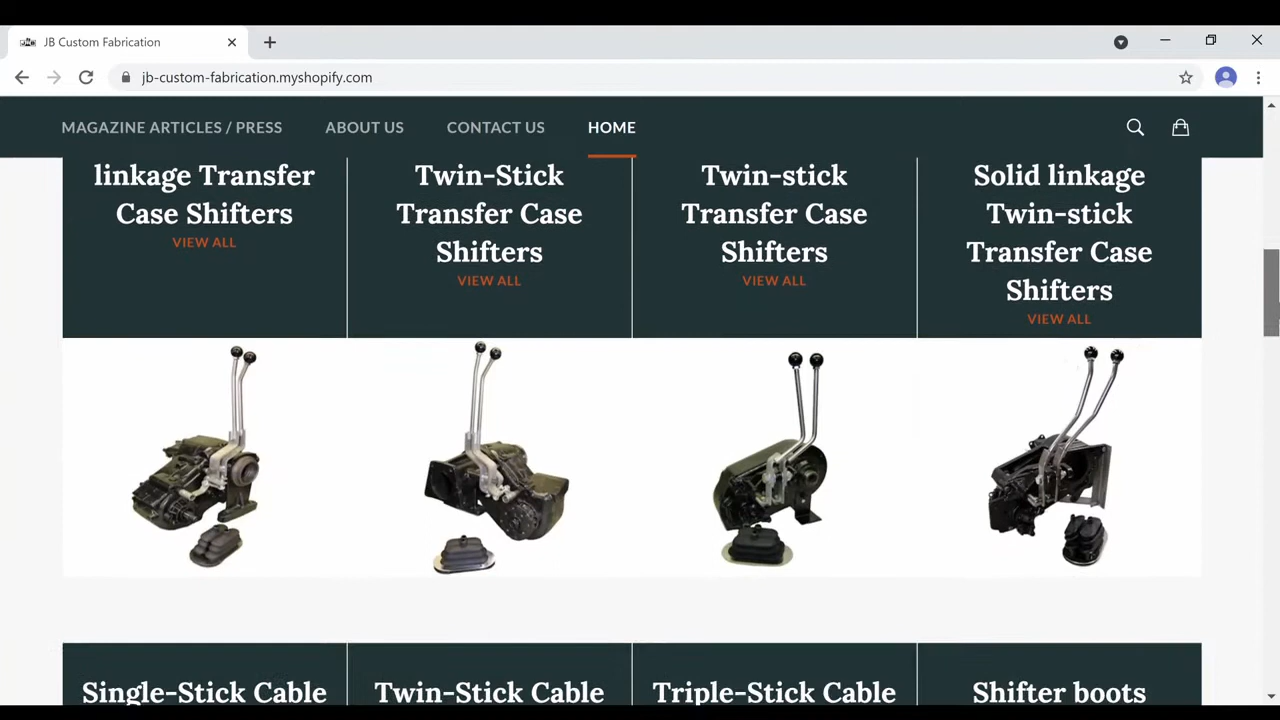 JB Custom Fabrication
jb-custom-fabrication.myshopify.com
MAGAZINE ARTICLES / PRESS
ABOUT US
CONTACT US
HOME
linkage Transfer
Case Shifters
VIEW ALL
Twin-Stick
Transfer Case
Shifters
VIEW ALL
Twin-stick
Transfer Case
Shifters
VIEW ALL
Solid linkage
Twin-stick
Transfer Case
Shifters
VIEW ALL
Single-Stick Cable
Twin-Stick Cable
Triple-Stick Cable
Shifter boots